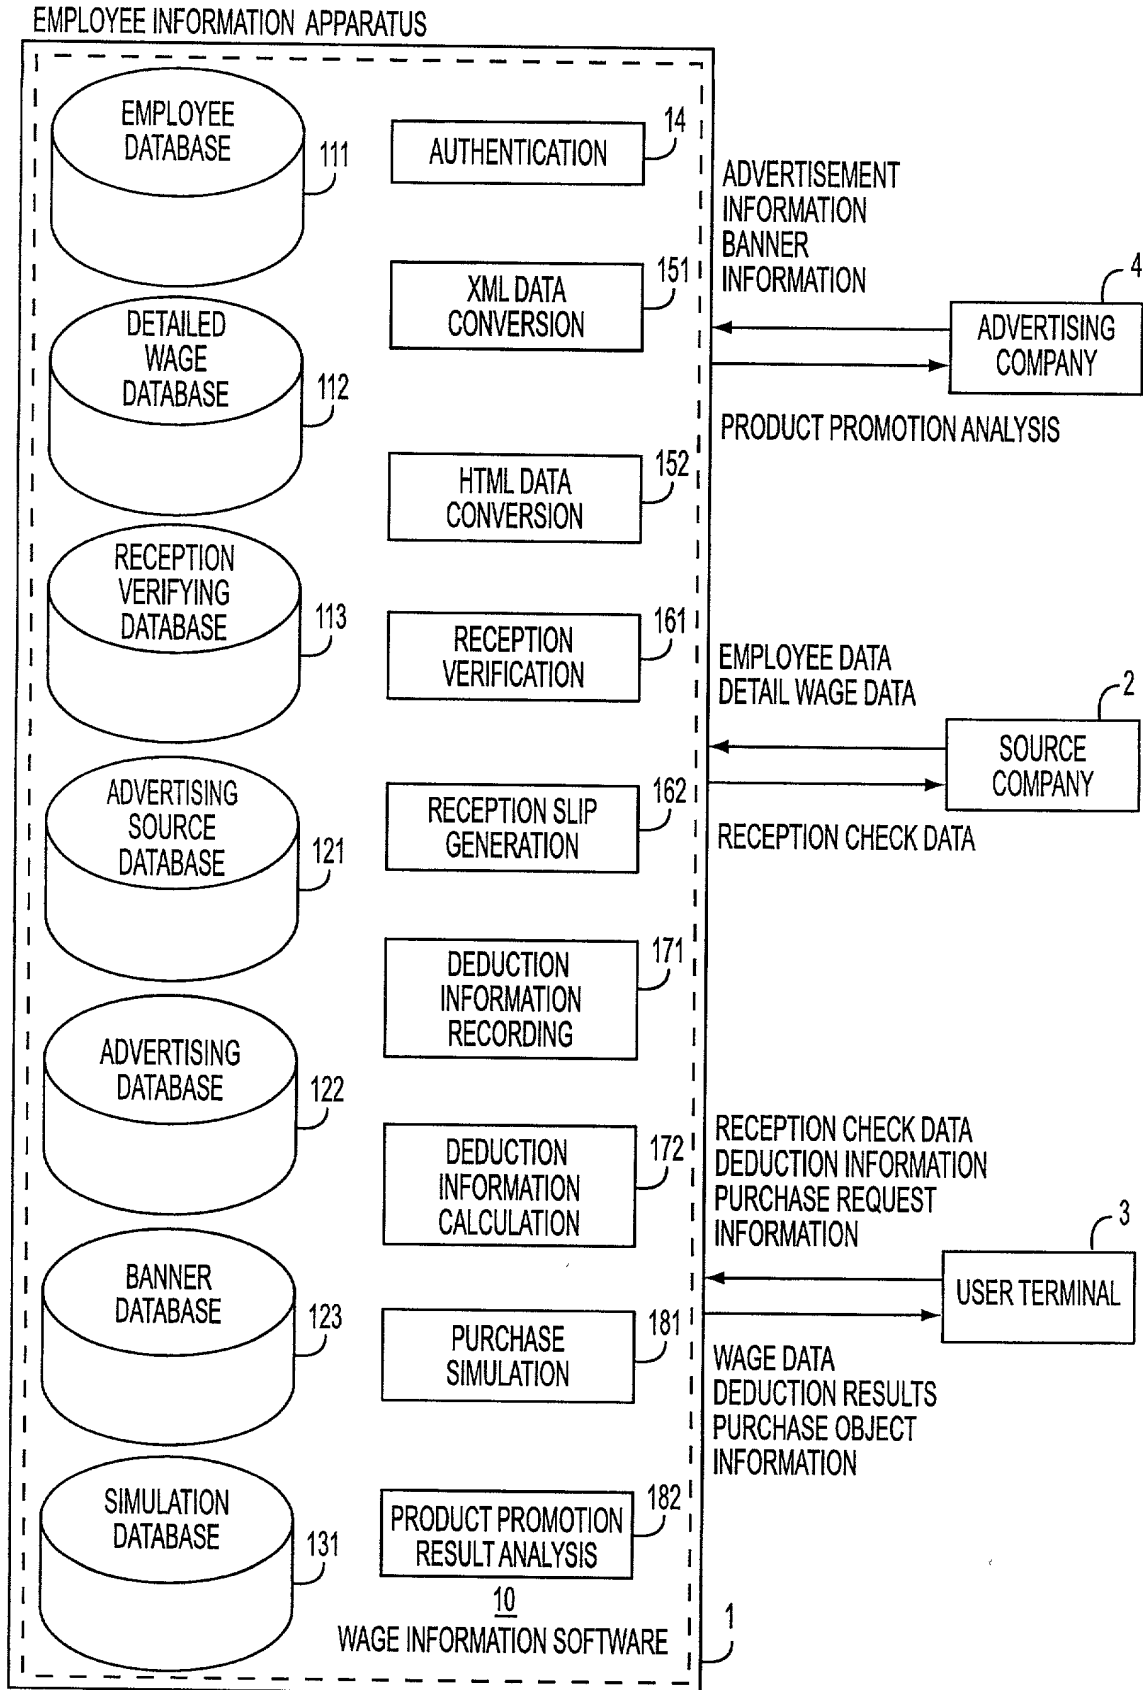 EMPLOYEE INFORMATION APPARATUS
EMPLOYEE
DATABASE
111
DETAILED
WAGE
DATABASE
112
RECEPTION
VERIFYING
DATABASE
113
ADVERTISING
SOURCE
DATABASE
121
ADVERTISING
DATABASE
122
BANNER
DATABASE
123
SIMULATION
DATABASE
131
AUTHENTICATION
14
XML DATA
CONVERSION
151
HTML DATA
CONVERSION
152
RECEPTION
VERIFICATION
161
RECEPTION SLIP
GENERATION
162
DEDUCTION
INFORMATION
RECORDING
171
DEDUCTION
INFORMATION
CALCULATION
172
PURCHASE
SIMULATION
181
PRODUCT PROMOTION
RESULT ANALYSIS
182
10
WAGE INFORMATION SOFTWARE
1
ADVERTISEMENT
INFORMATION
BANNER
INFORMATION
4
ADVERTISING
COMPANY
PRODUCT PROMOTION ANALYSIS
EMPLOYEE DATA
DETAIL WAGE DATA
2
SOURCE
COMPANY
RECEPTION CHECK DATA
RECEPTION CHECK DATA
DEDUCTION INFORMATION
PURCHASE REQUEST
INFORMATION
3
USER TERMINAL
WAGE DATA
DEDUCTION RESULTS
PURCHASE OBJECT
INFORMATION